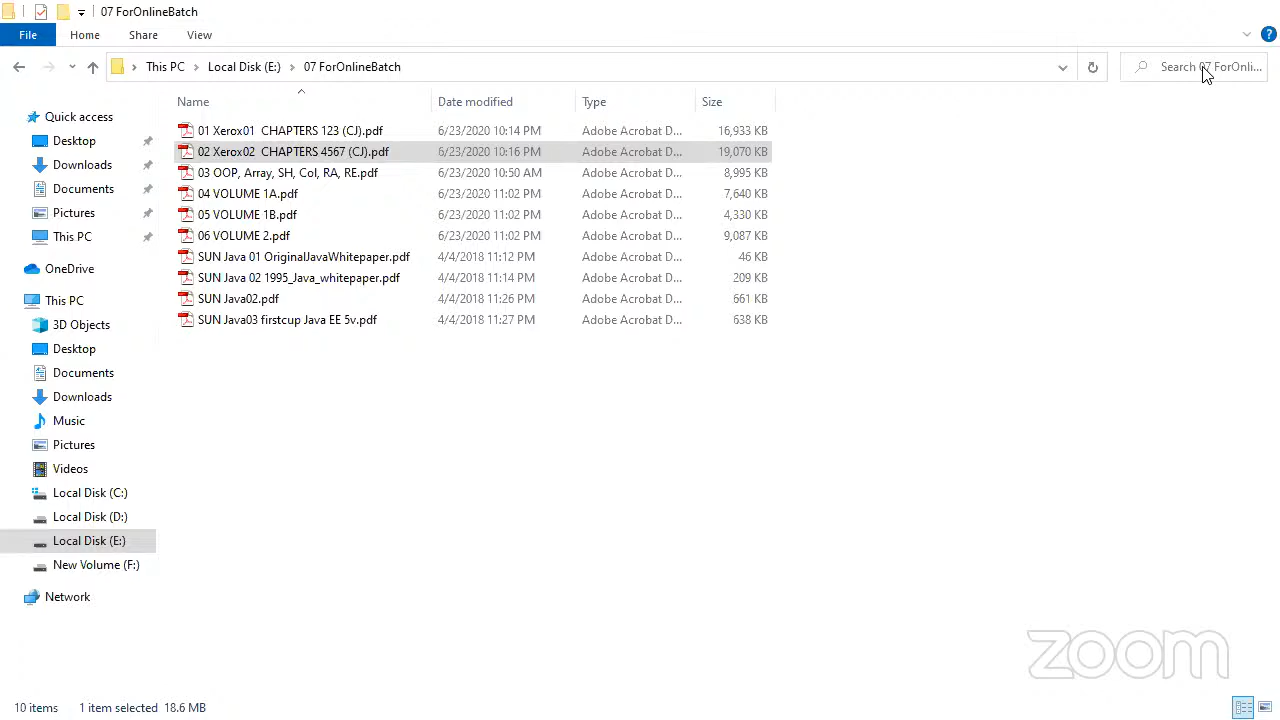 07 ForOnlineBatch
File Home Share View
This PC Local Disk (E:) 07 ForOnlineBatch Search 07 ForOnli...
Name Date modified Type Size
01 Xerox01  CHAPTERS 123 (CJ).pdf 6/23/2020 10:14 PM Adobe Acrobat D... 16,933 KB
02 Xerox02  CHAPTERS 4567 (CJ).pdf 6/23/2020 10:16 PM Adobe Acrobat D... 19,070 KB
03 OOP, Array, SH, Col, RA, RE.pdf 6/23/2020 10:50 AM Adobe Acrobat D... 8,995 KB
04 VOLUME 1A.pdf 6/23/2020 11:02 PM Adobe Acrobat D... 7,640 KB
05 VOLUME 1B.pdf 6/23/2020 11:02 PM Adobe Acrobat D... 4,330 KB
06 VOLUME 2.pdf 6/23/2020 11:02 PM Adobe Acrobat D... 9,087 KB
SUN Java 01 OriginalJavaWhitepaper.pdf 4/4/2018 11:12 PM Adobe Acrobat D... 46 KB
SUN Java 02 1995_Java_whitepaper.pdf 4/4/2018 11:14 PM Adobe Acrobat D... 209 KB
SUN Java02.pdf 4/4/2018 11:26 PM Adobe Acrobat D... 661 KB
SUN Java03 firstcup Java EE 5v.pdf 4/4/2018 11:27 PM Adobe Acrobat D... 638 KB
Quick access
Desktop
Downloads
Documents
Pictures
This PC
OneDrive
This PC
3D Objects
Desktop
Documents
Downloads
Music
Pictures
Videos
Local Disk (C:)
Local Disk (D:)
Local Disk (E:)
New Volume (F:)
Network
zoom
10 items 1 item selected 18.6 MB